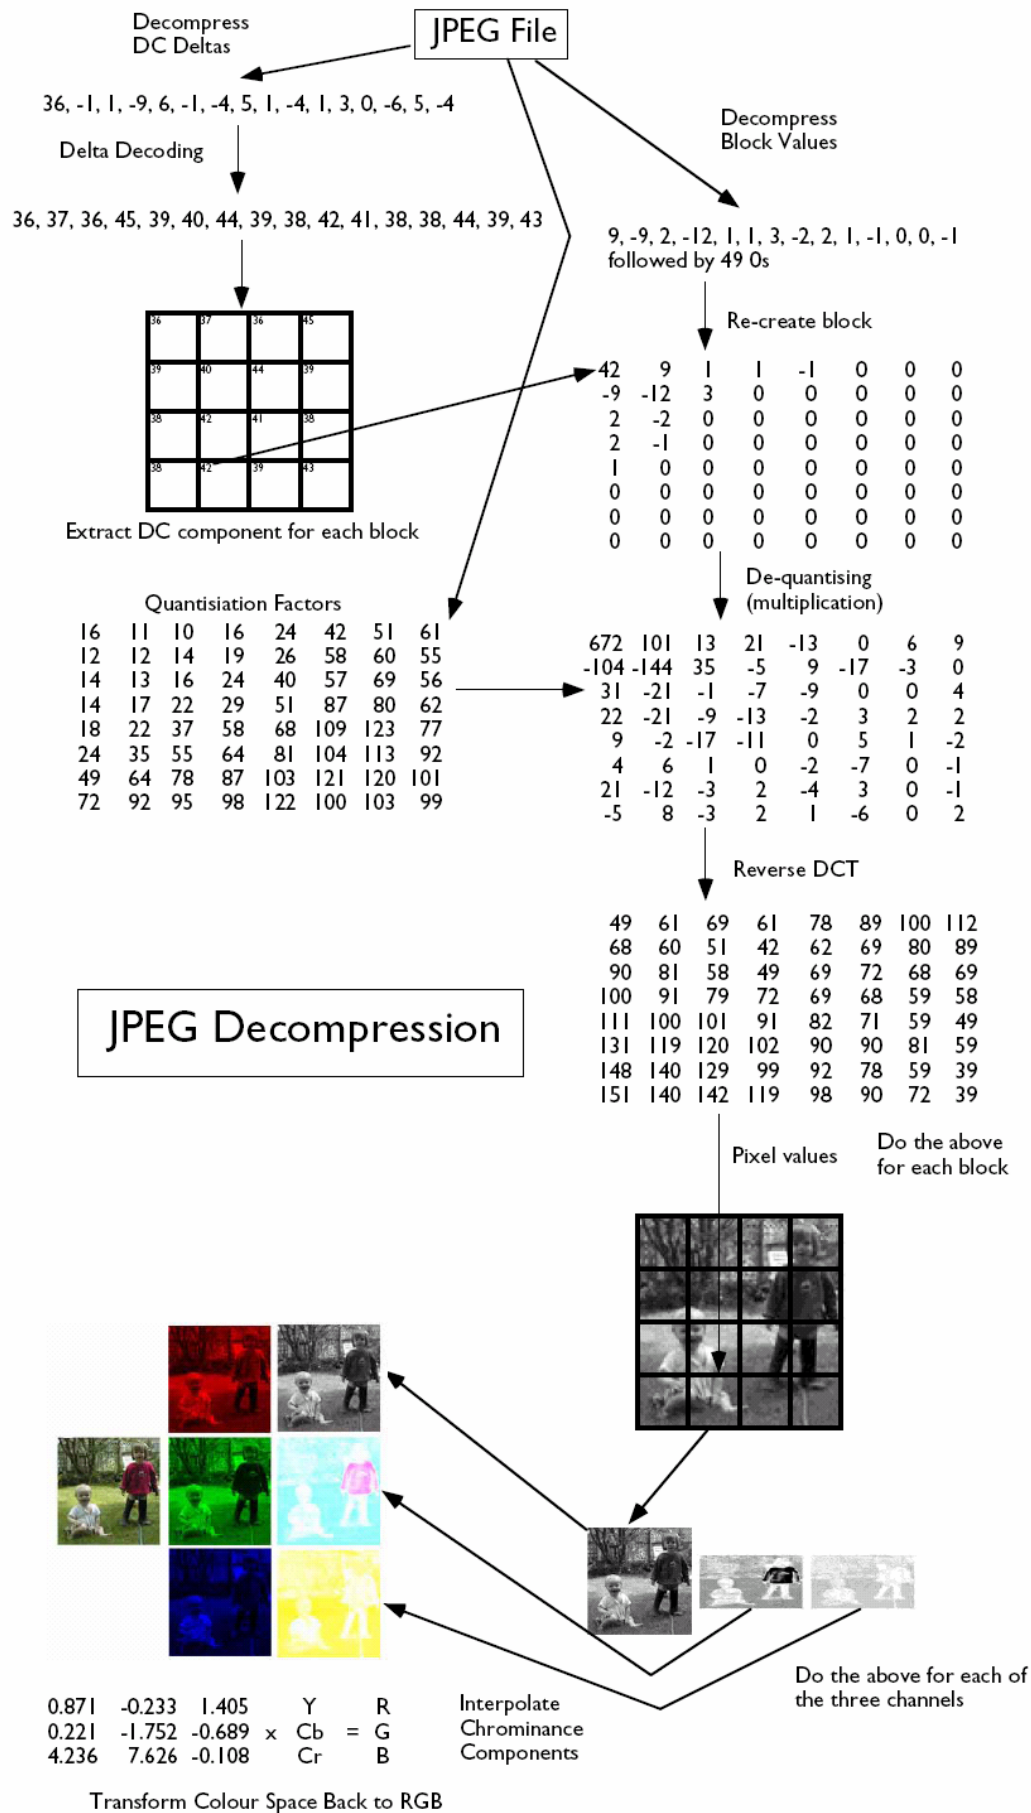 Decompress
DC Deltas
JPEG File
36, -1, 1, -9, 6, -1, -4, 5, 1, -4, 1, 3, 0, -6, 5, -4
Delta Decoding
36, 37, 36, 45, 39, 40, 44, 39, 38, 42, 41, 38, 38, 44, 39, 43
36 37 36 45
39 40 44 39
38 42 41 38
38 42 39 43
Extract DC component for each block
Decompress
Block Values
9, -9, 2, -12, 1, 1, 3, -2, 2, 1, -1, 0, 0, -1
followed by 49 0s
Re-create block
42 9 1 1 -1 0 0 0
-9 -12 3 0 0 0 0 0
2 -2 0 0 0 0 0 0
2 -1 0 0 0 0 0 0
1 0 0 0 0 0 0 0
0 0 0 0 0 0 0 0
0 0 0 0 0 0 0 0
0 0 0 0 0 0 0 0
De-quantising
(multiplication)
Quantisiation Factors
16 11 10 16 24 42 51 61
12 12 14 19 26 58 60 55
14 13 16 24 40 57 69 56
14 17 22 29 51 87 80 62
18 22 37 58 68 109 123 77
24 35 55 64 81 104 113 92
49 64 78 87 103 121 120 101
72 92 95 98 122 100 103 99
672 101 13 21 -13 0 6 9
-104 -144 35 -5 9 -17 -3 0
31 -21 -1 -7 -9 0 0 4
22 -21 -9 -13 -2 3 2 2
9 -2 -17 -11 0 5 1 -2
4 6 1 0 -2 -7 0 -1
21 -12 -3 2 -4 3 0 -1
-5 8 -3 2 1 -6 0 2
Reverse DCT
49 61 69 61 78 89 100 112
68 60 51 42 62 69 80 89
90 81 58 49 69 72 68 69
100 91 79 72 69 68 59 58
111 100 101 91 82 71 59 49
131 119 120 102 90 90 81 59
148 140 129 99 92 78 59 39
151 140 142 119 98 90 72 39
JPEG Decompression
Pixel values
Do the above
for each block
Do the above for each of
the three channels
Interpolate
Chrominance
Components
0.871 -0.233 1.405 Y R
0.221 -1.752 -0.689 x Cb = G
4.236 7.626 -0.108 Cr B
Transform Colour Space Back to RGB